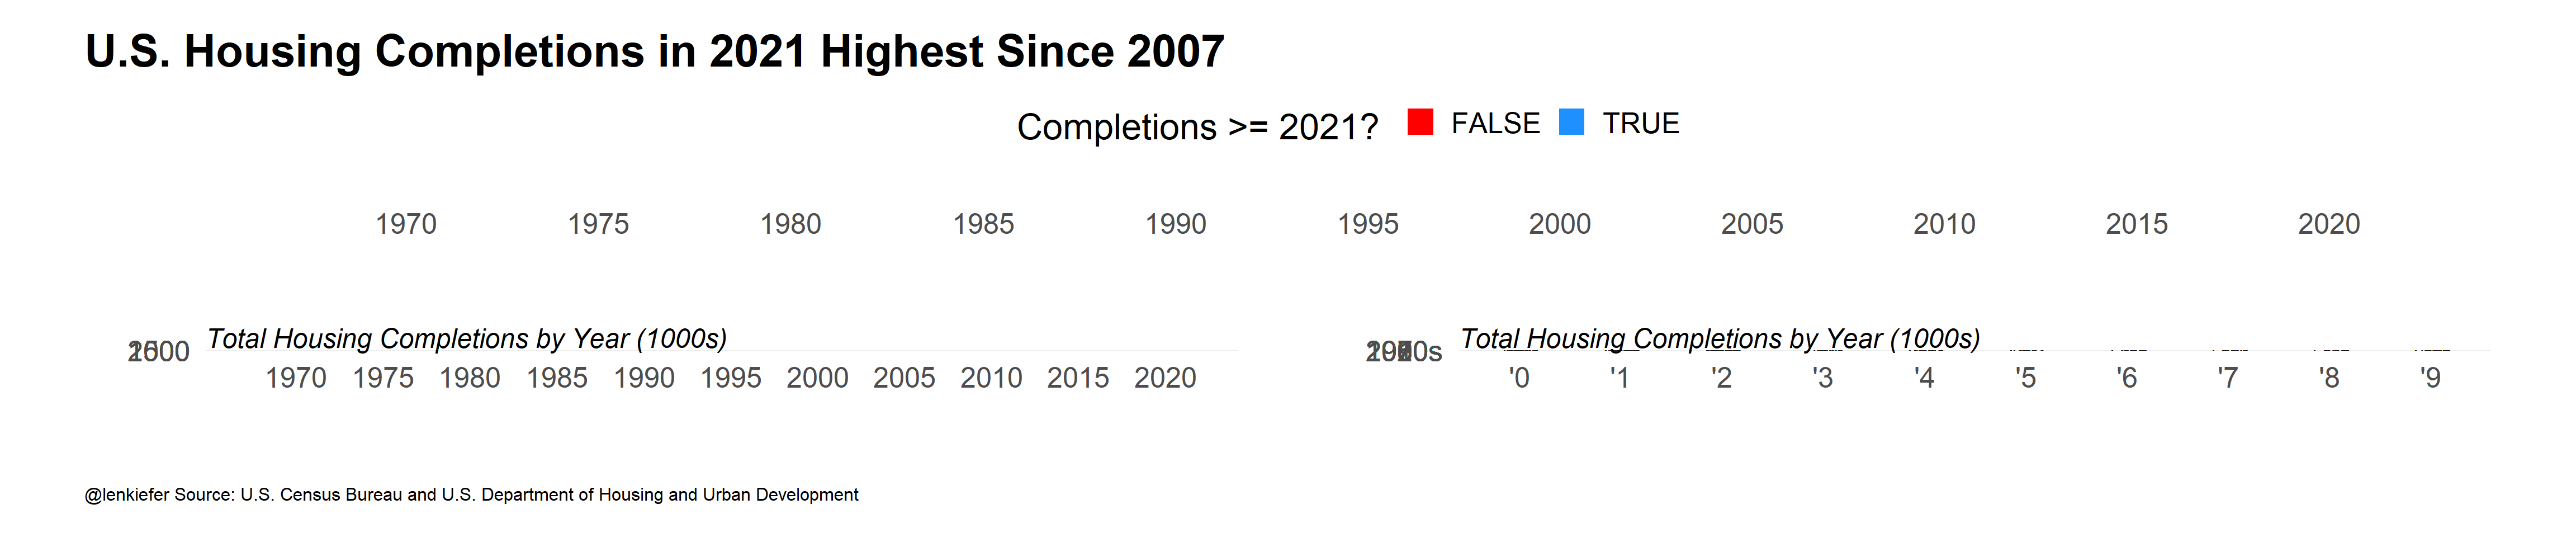 U.S. Housing Completions in 2021 Highest Since 2007
Completions >= 2021? FALSE TRUE
1970 1975 1980 1985 1990 1995 2000 2005 2010 2015 2020
Total Housing Completions by Year (1000s)
1970 1975 1980 1985 1990 1995 2000 2005 2010 2015 2020
Total Housing Completions by Year (1000s)
'0 '1 '2 '3 '4 '5 '6 '7 '8 '9
@lenkiefer Source: U.S. Census Bureau and U.S. Department of Housing and Urban Development